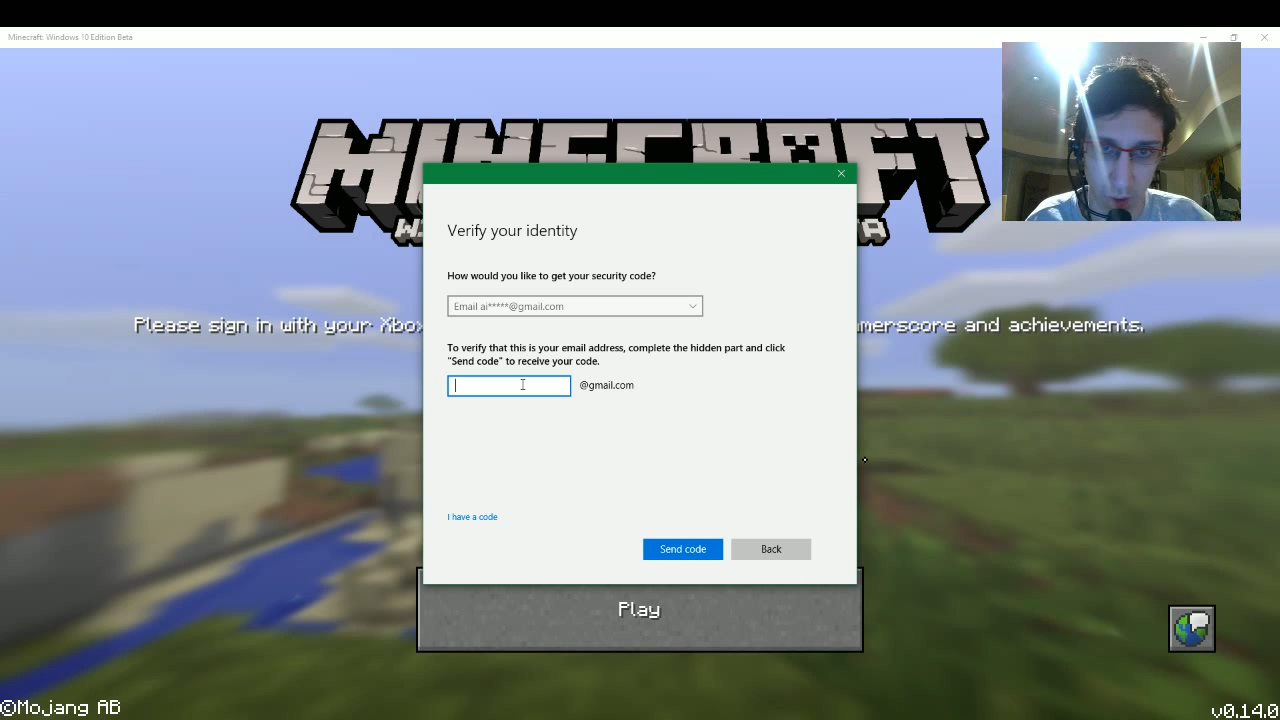 Minecraft: Windows 10 Edition Beta
MINECRAFT
Verify your identity
How would you like to get your security code?
Email ai*****@gmail.com
Please sign in with your Xbox
merscore and achievements.
To verify that this is your email address, complete the hidden part and click
"Send code" to receive your code.
@gmail.com
I have a code
Send code
Back
Play
©Mojang AB
v0.14.0